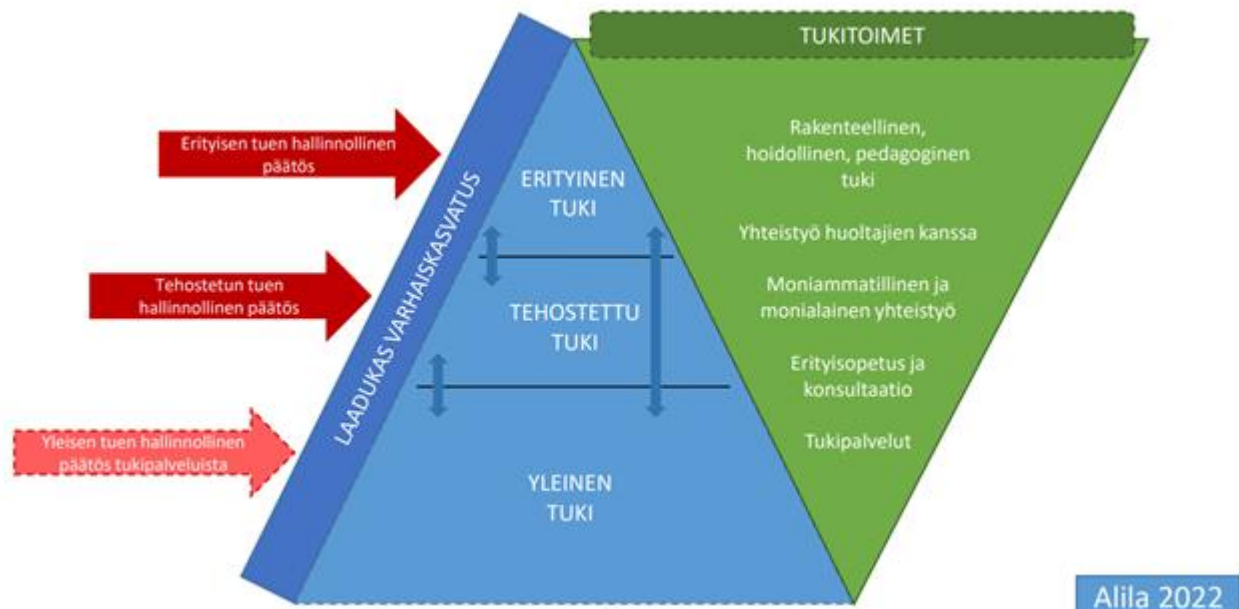 TUKITOIMET
Erityisen tuen hallinnollinen
päätös
Tehostetun tuen
hallinnollinen päätös
Yleisen tuen hallinnollinen
päätös tukipalveluista
LAADUKAS VARHAISKASVATUS
ERITYINEN
TUKI
TEHOSTETTU
TUKI
YLEINEN
TUKI
Rakenteellinen,
hoidollinen, pedagoginen
tuki
Yhteistyö huoltajien kanssa
Moniammatillinen ja
monialainen yhteistyö
Erityisopetus ja
konsultaatio
Tukipalvelut
Alila 2022